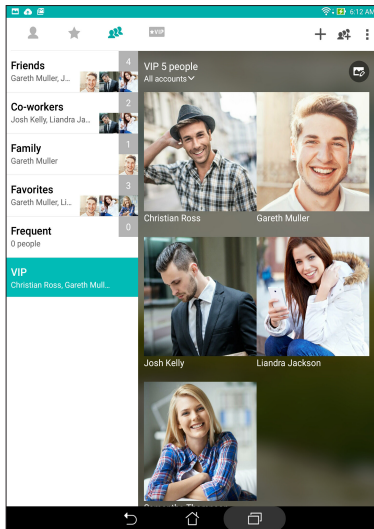 6:12 AM
VIP
Friends
4
Gareth Muller, J...
Co-workers
2
Josh Kelly, Liandra Ja...
Family
1
Gareth Muller
Favorites
3
Gareth Muller, Li...
Frequent
0
0 people
VIP
Christian Ross, Gareth Mull...
VIP 5 people
All accounts
Christian Ross
Gareth Muller
Josh Kelly
Liandra Jackson